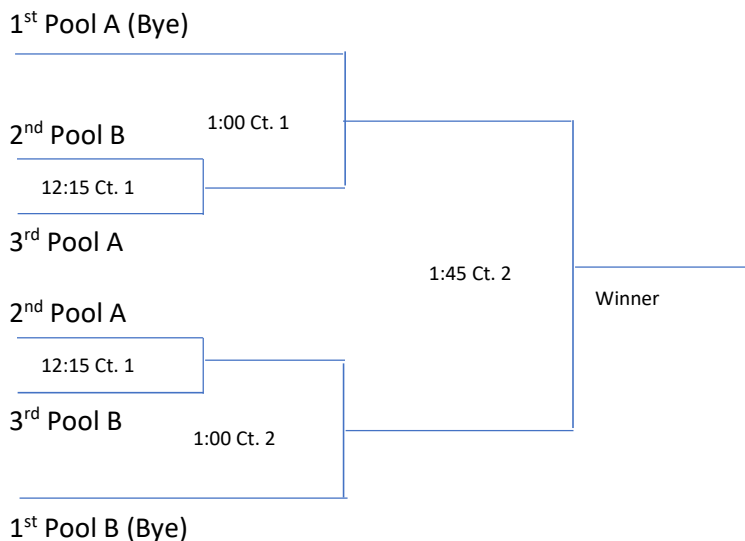 1st Pool A (Bye)
1:00 Ct. 1
2nd Pool B
12:15 Ct. 1
3rd Pool A
1:45 Ct. 2
Winner
2nd Pool A
12:15 Ct. 1
3rd Pool B
1:00 Ct. 2
1st Pool B (Bye)